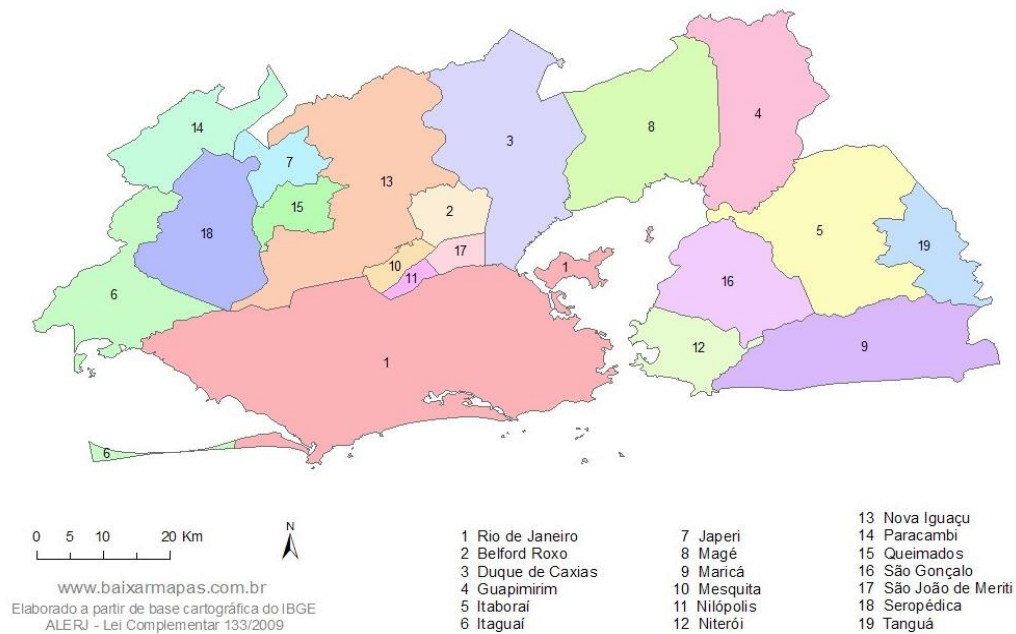 14
4
8
3
7
13
15
2
5
18
19
17
10
1
11
16
6
12
9
1
6
0 5 10 20 Km
N
www.baixarmapas.com.br
Elaborado a partir de base cartográfica do IBGE
ALERJ - Lei Complementar 133/2009
1 Rio de Janeiro
2 Belford Roxo
3 Duque de Caxias
4 Guapimirim
5 Itaboraí
6 Itaguaí
7 Japeri
8 Magé
9 Maricá
10 Mesquita
11 Nilópolis
12 Niterói
13 Nova Iguaçu
14 Paracambi
15 Queimados
16 São Gonçalo
17 São João de Meriti
18 Seropédica
19 Tanguá